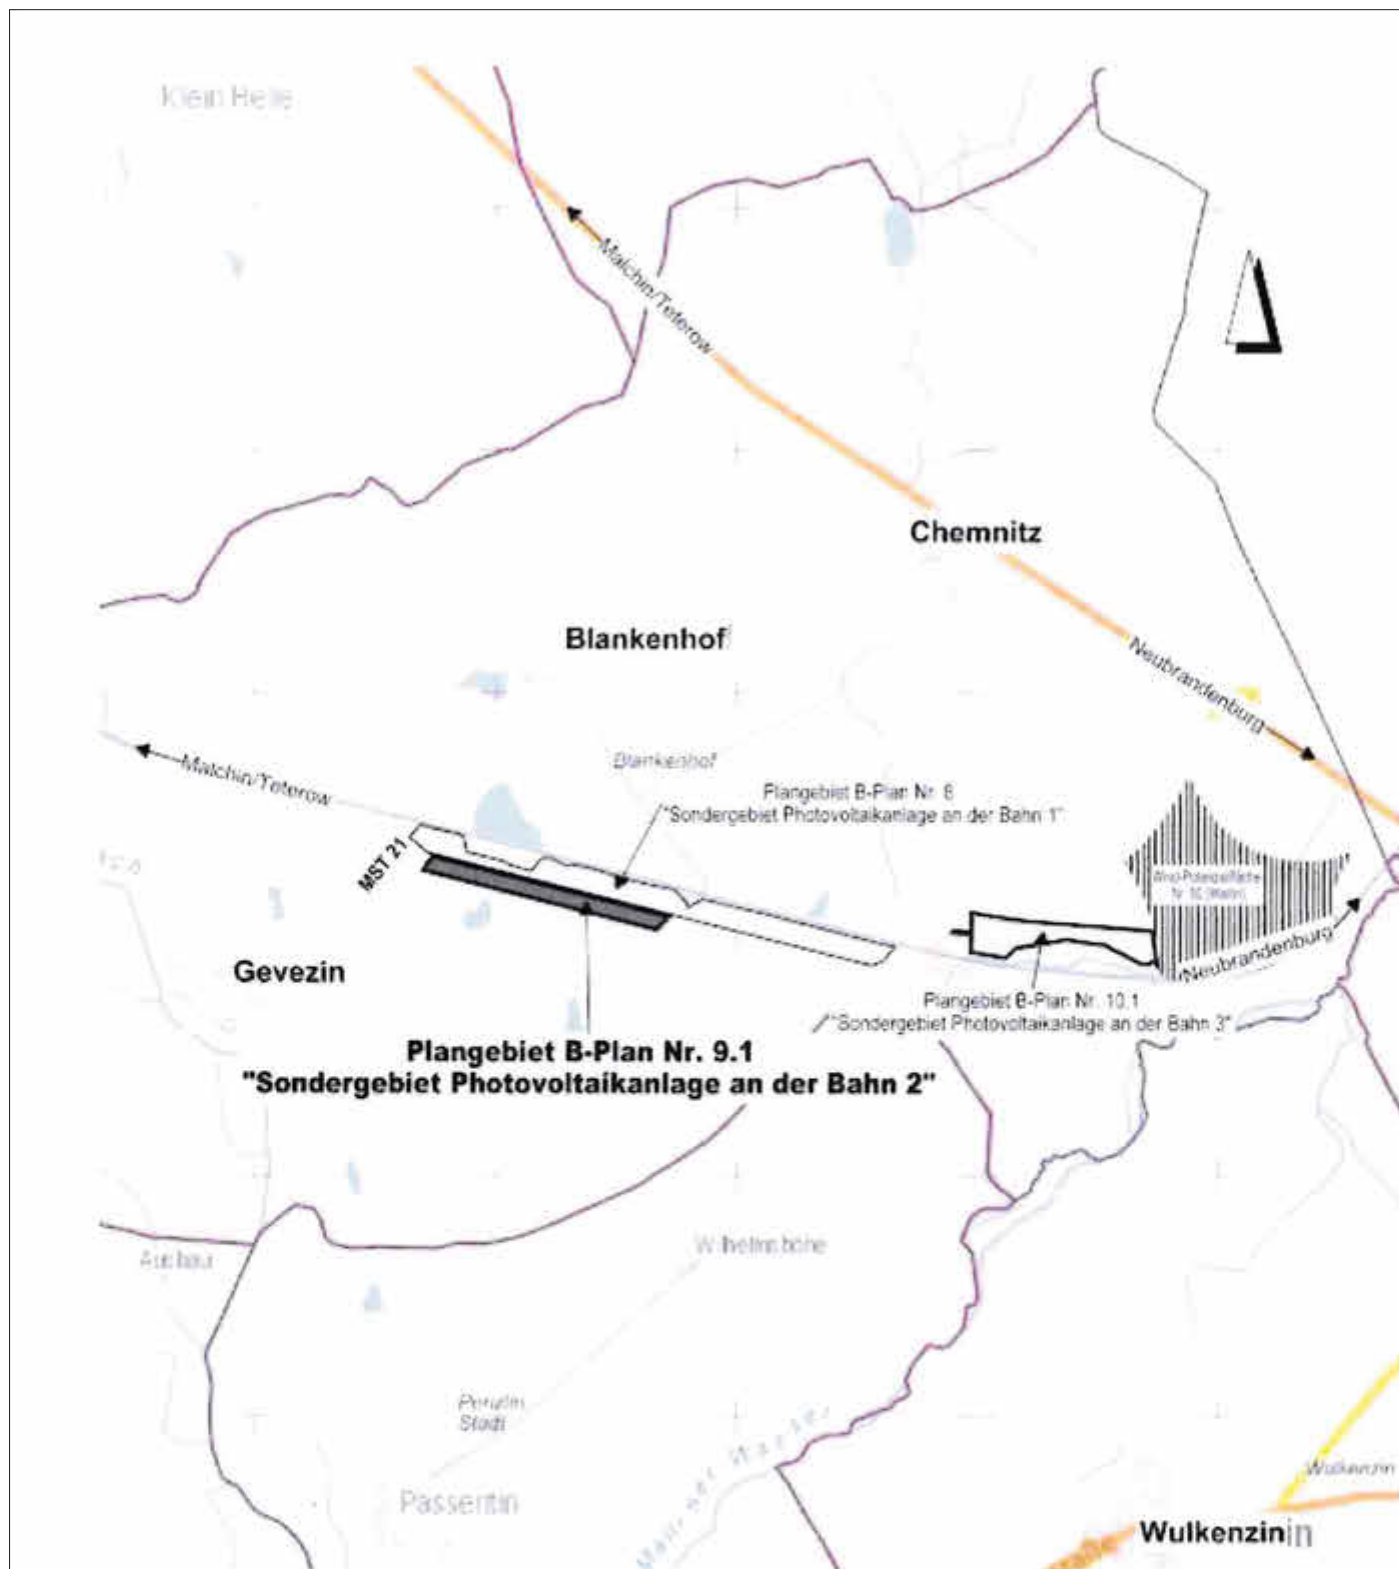 Klein Helle
Malchin/Teterow
Chemnitz
Blankenhof
Neubrandenburg
Blankenhof
Malchin/Teterow
Plangebiet B-Plan Nr. 8
"Sondergebiet Photovoltaikanlage an der Bahn 1"
MST 21
Wind-Potenzialfläche
Gevezin
Neubrandenburg
Plangebiet B-Plan Nr. 10.1
"Sondergebiet Photovoltaikanlage an der Bahn 3"
Plangebiet B-Plan Nr. 9.1
"Sondergebiet Photovoltaikanlage an der Bahn 2"
Wilhelmshöhe
Ausbau
Penzlin
Stadt
Passentin
Wulkenzin
Wulkenzin